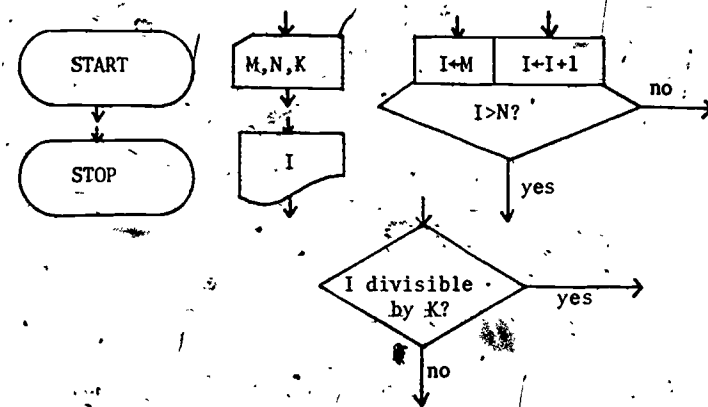 START
M,N,K
I←M
I←I+1
no
I>N?
STOP
I
yes
I divisible
by K?
yes
no